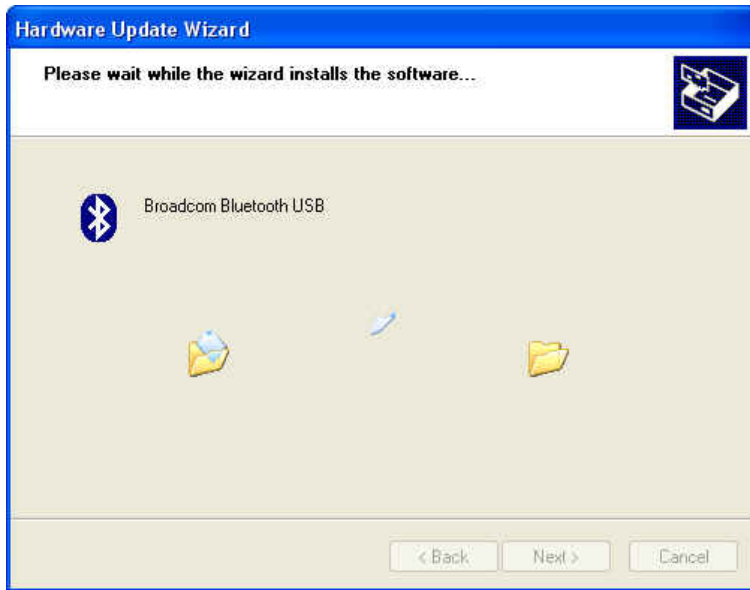 Hardware Update Wizard
Please wait while the wizard installs the software...
Broadcom Bluetooth USB
< Back
Next >
Cancel